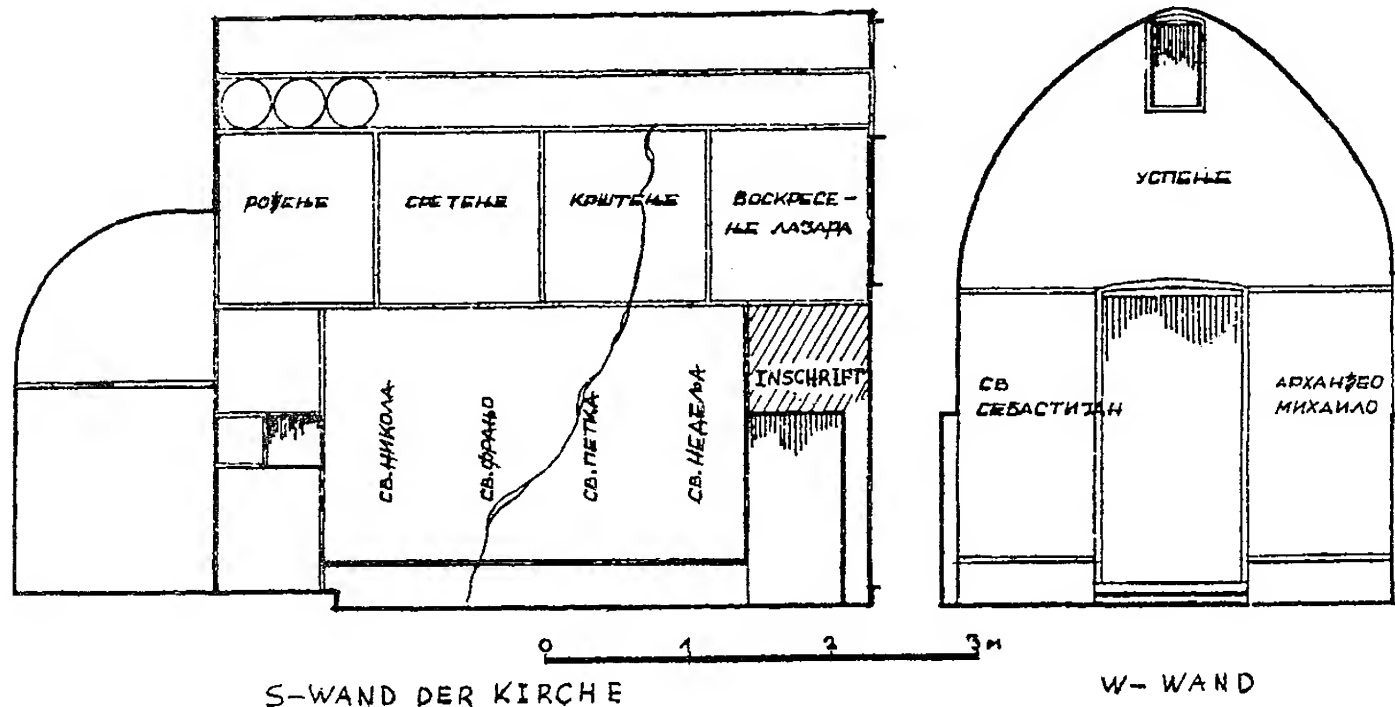 РОЂЕЊЕ
СРЕТЕЊЕ
КРШТЕЊЕ
ВОСКРЕСЕ-
ЊЕ ЛАЗАРА
СВ. НИКОЛА
СВ. ФРАЊО
СВ. ПЕТКА
СВ. НЕДЕЉА
INSCHRIFT
УСПЕЊЕ
СВ
СЕБАСТИЈАН
АРХАНЂЕО
МИХАИЛО
0 1 2 3 м
S-WAND DER KIRCHE
W-WAND